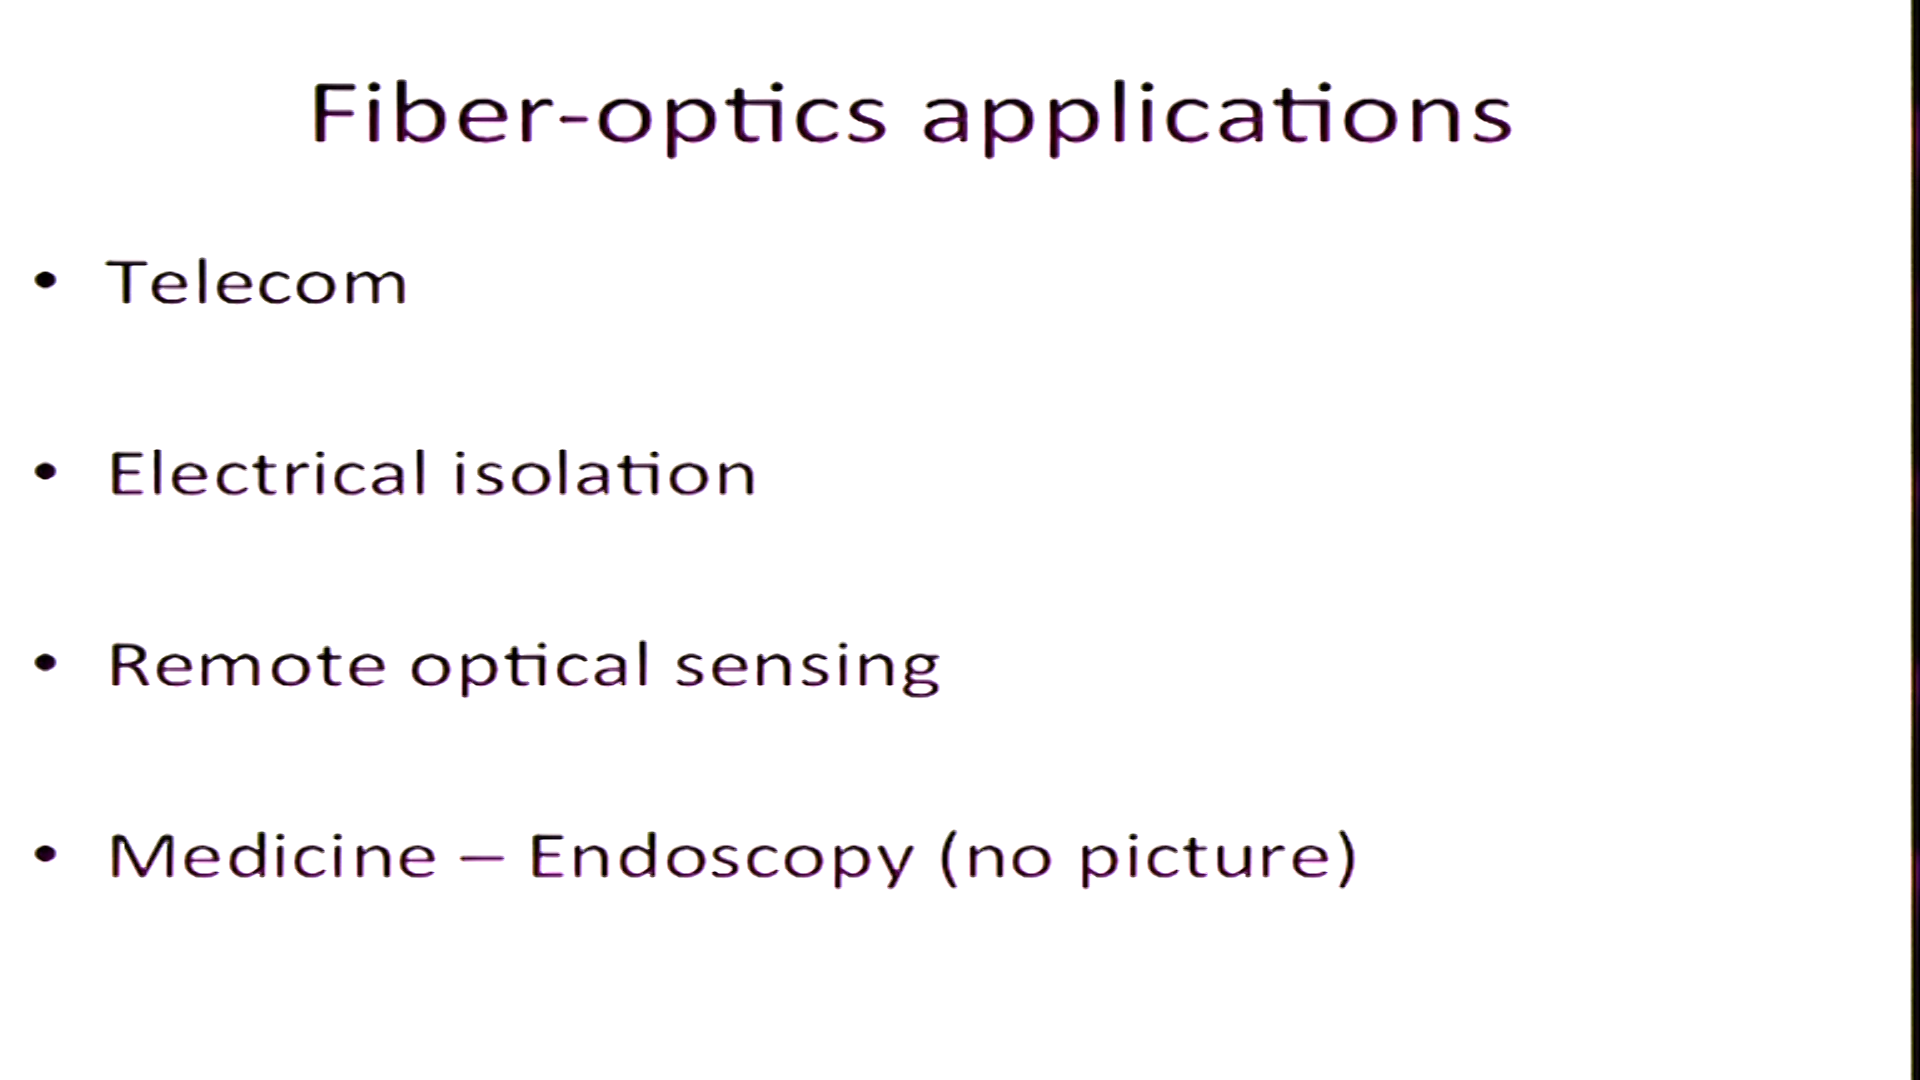 Fiber-optics applications
• Telecom
• Electrical isolation
• Remote optical sensing
• Medicine – Endoscopy (no picture)